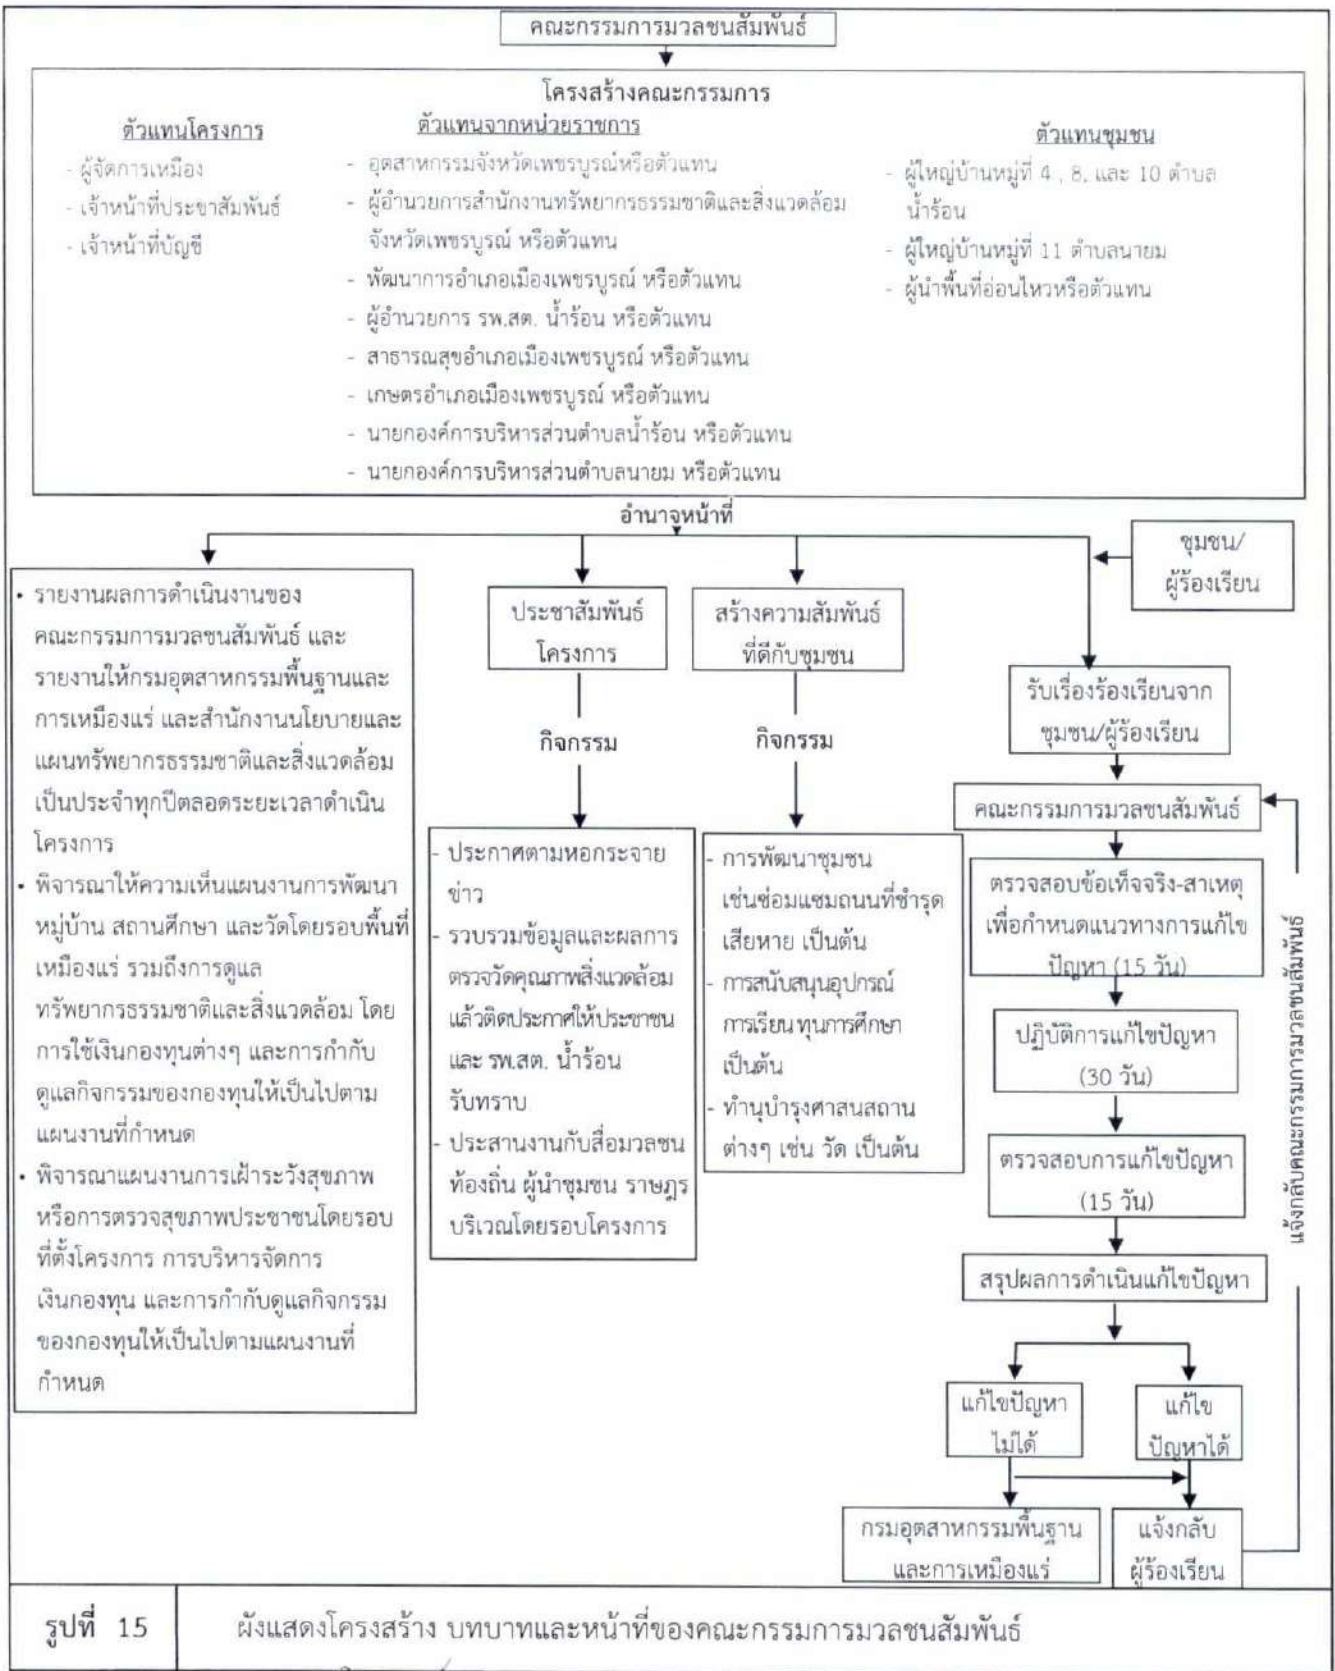 คณะกรรมการมวลชนสัมพันธ์
โครงสร้างคณะกรรมการ
ตัวแทนโครงการ
- ผู้จัดการเหมือง
- เจ้าหน้าที่ประชาสัมพันธ์
- เจ้าหน้าที่บัญชี
ตัวแทนจากหน่วยราชการ
- อุตสาหกรรมจังหวัดเพชรบูรณ์หรือตัวแทน
- ผู้อำนวยการสำนักงานทรัพยากรธรรมชาติและสิ่งแวดล้อม
จังหวัดเพชรบูรณ์ หรือตัวแทน
- พัฒนาการอำเภอเมืองเพชรบูรณ์ หรือตัวแทน
- ผู้อำนวยการ รพ.สต. น้ำร้อน หรือตัวแทน
- สาธารณสุขอำเภอเมืองเพชรบูรณ์ หรือตัวแทน
- เกษตรอำเภอเมืองเพชรบูรณ์ หรือตัวแทน
- นายกองค์การบริหารส่วนตำบลน้ำร้อน หรือตัวแทน
- นายกองค์การบริหารส่วนตำบลนายม หรือตัวแทน
ตัวแทนชุมชน
- ผู้ใหญ่บ้านหมู่ที่ 4 , 8, และ 10 ตำบล
น้ำร้อน
- ผู้ใหญ่บ้านหมู่ที่ 11 ตำบลนายม
- ผู้นำพื้นที่อ่อนไหวหรือตัวแทน
อำนาจหน้าที่
• รายงานผลการดำเนินงานของ
คณะกรรมการมวลชนสัมพันธ์ และ
รายงานให้กรมอุตสาหกรรมพื้นฐานและ
การเหมืองแร่ และสำนักงานนโยบายและ
แผนทรัพยากรธรรมชาติและสิ่งแวดล้อม
เป็นประจำทุกปีตลอดระยะเวลาดำเนิน
โครงการ
• พิจารณาให้ความเห็นแผนงานการพัฒนา
หมู่บ้าน สถานศึกษา และวัดโดยรอบพื้นที่
เหมืองแร่ รวมถึงการดูแล
ทรัพยากรธรรมชาติและสิ่งแวดล้อม โดย
การใช้เงินกองทุนต่างๆ และการกำกับ
ดูแลกิจกรรมของกองทุนให้เป็นไปตาม
แผนงานที่กำหนด
• พิจารณาแผนงานการเฝ้าระวังสุขภาพ
หรือการตรวจสุขภาพประชาชนโดยรอบ
ที่ตั้งโครงการ การบริหารจัดการ
เงินกองทุน และการกำกับดูแลกิจกรรม
ของกองทุนให้เป็นไปตามแผนงานที่
กำหนด
ประชาสัมพันธ์
โครงการ
กิจกรรม
- ประกาศตามหอกระจาย
ข่าว
- รวบรวมข้อมูลและผลการ
ตรวจวัดคุณภาพสิ่งแวดล้อม
แล้วติดประกาศให้ประชาชน
และ รพ.สต. น้ำร้อน
รับทราบ
- ประสานงานกับสื่อมวลชน
ท้องถิ่น ผู้นำชุมชน ราษฎร
บริเวณโดยรอบโครงการ
สร้างความสัมพันธ์
ที่ดีกับชุมชน
กิจกรรม
- การพัฒนาชุมชน
เช่นซ่อมแซมถนนที่ชำรุด
เสียหาย เป็นต้น
- การสนับสนุนอุปกรณ์
การเรียน ทุนการศึกษา
เป็นต้น
- ทำนุบำรุงศาสนสถาน
ต่างๆ เช่น วัด เป็นต้น
ชุมชน/
ผู้ร้องเรียน
รับเรื่องร้องเรียนจาก
ชุมชน/ผู้ร้องเรียน
คณะกรรมการมวลชนสัมพันธ์
ตรวจสอบข้อเท็จจริง-สาเหตุ
เพื่อกำหนดแนวทางการแก้ไข
ปัญหา (15 วัน)
ปฏิบัติการแก้ไขปัญหา
(30 วัน)
ตรวจสอบการแก้ไขปัญหา
(15 วัน)
สรุปผลการดำเนินแก้ไขปัญหา
แก้ไขปัญหา
ไม่ได้
แก้ไข
ปัญหาได้
กรมอุตสาหกรรมพื้นฐาน
และการเหมืองแร่
แจ้งกลับ
ผู้ร้องเรียน
แจ้งกลับคณะกรรมการมวลชนสัมพันธ์
รูปที่ 15
ผังแสดงโครงสร้าง บทบาทและหน้าที่ของคณะกรรมการมวลชนสัมพันธ์